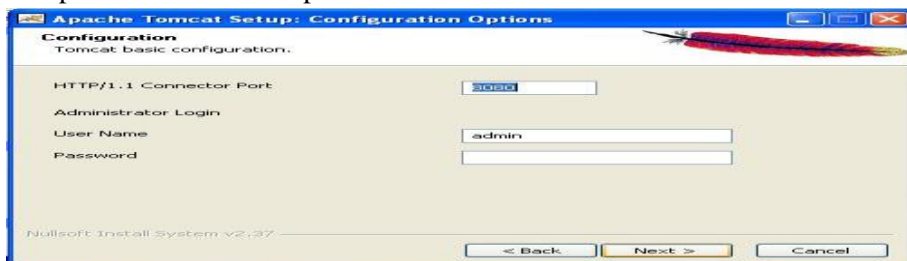 Apache Tomcat Setup: Configuration Options
Configuration
Tomcat basic configuration.
HTTP/1.1 Connector Port
8080
Administrator Login
User Name
admin
Password
Nullsoft Install System v2.37
< Back
Next >
Cancel